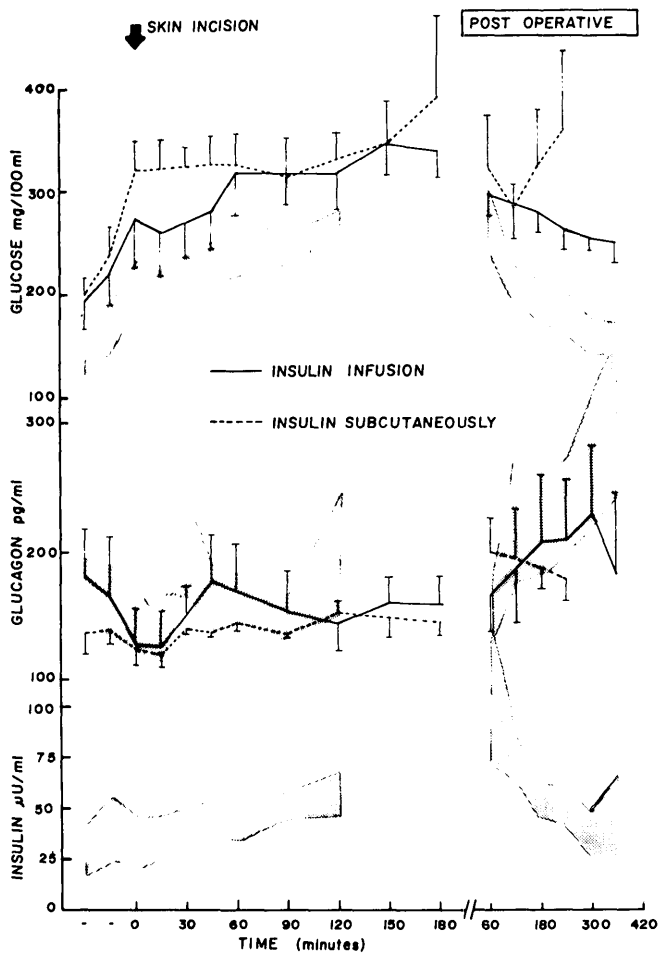 SKIN INCISION
POST OPERATIVE
400
300
200
100
GLUCOSE mg/100ml
INSULIN INFUSION
INSULIN SUBCUTANEOUSLY
300
200
100
GLUCAGON pg/ml
100
75
50
25
0
INSULIN µU/ml
- - 0 30 60 90 120 150 180 60 180 300 420
TIME (minutes)